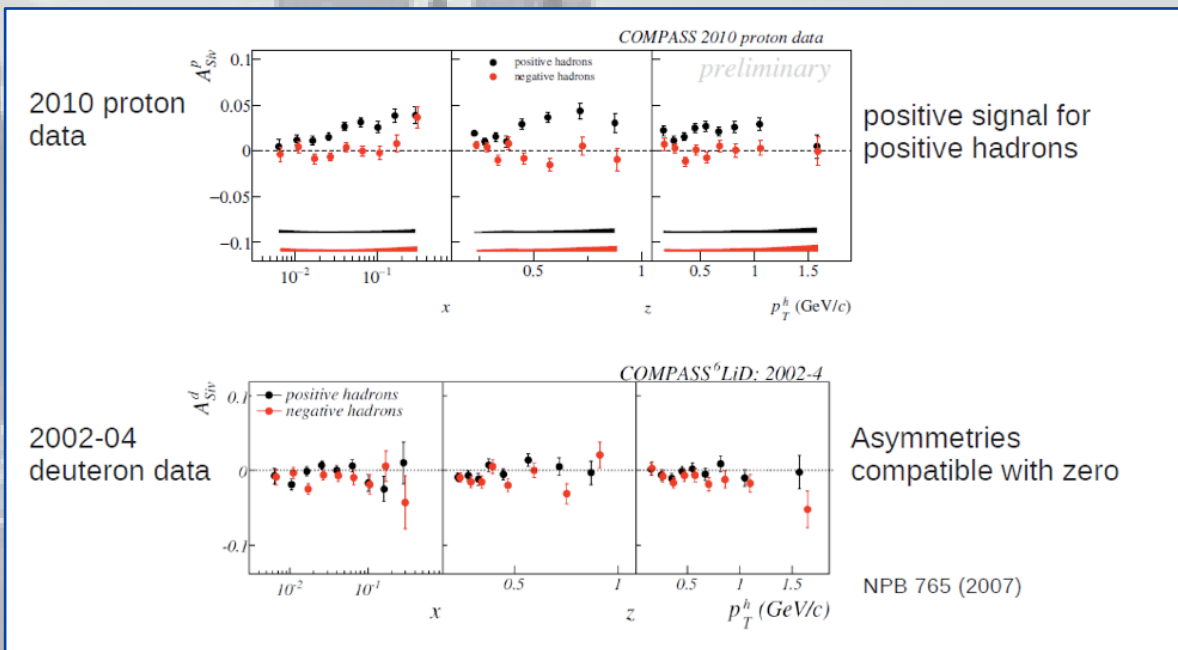 COMPASS 2010 proton data
preliminary
positive hadrons
negative hadrons
A^p_Siv
0.1
0.05
0
−0.05
−0.1
2010 proton
data
positive signal for
positive hadrons
10^-2 10^-1 0.5 1 0.5 1 1.5
x z p_T^h (GeV/c)
COMPASS ^6LiD: 2002-4
positive hadrons
negative hadrons
A^d_Siv
0.1
0
-0.1
2002-04
deuteron data
Asymmetries
compatible with zero
10^-2 10^-1 0.5 1 0.5 1 1.5
x z p_T^h (GeV/c)
NPB 765 (2007)